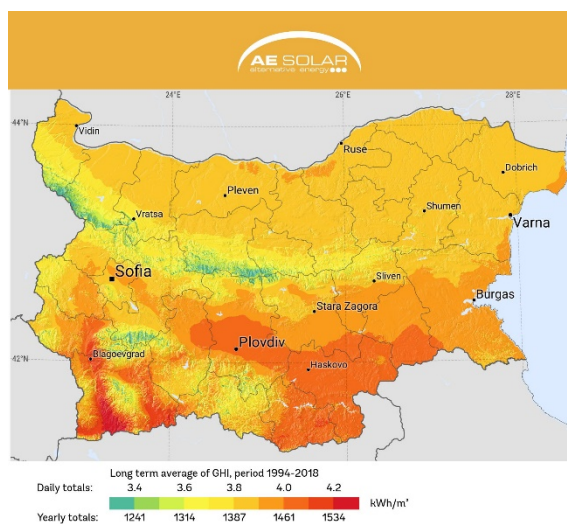 AE SOLAR
alternative energy
24°E
26°E
28°E
44°N
Vidin
Ruse
Dobrich
Pleven
Shumen
Vratsa
Varna
Sofia
Sliven
Burgas
Stara Zagora
Plovdiv
42°N
Blagoevgrad
Haskovo
Long term average of GHI, period 1994-2018
Daily totals: 3.4 3.6 3.8 4.0 4.2
kWh/m²
Yearly totals: 1241 1314 1387 1461 1534